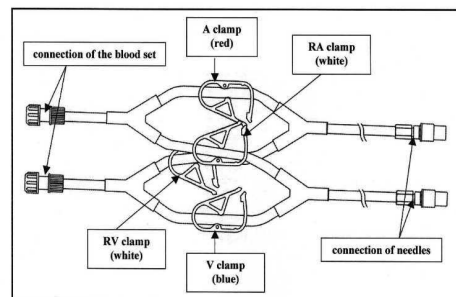 A clamp
(red)
RA clamp
(white)
connection of the blood set
RV clamp
(white)
V clamp
(blue)
connection of needles